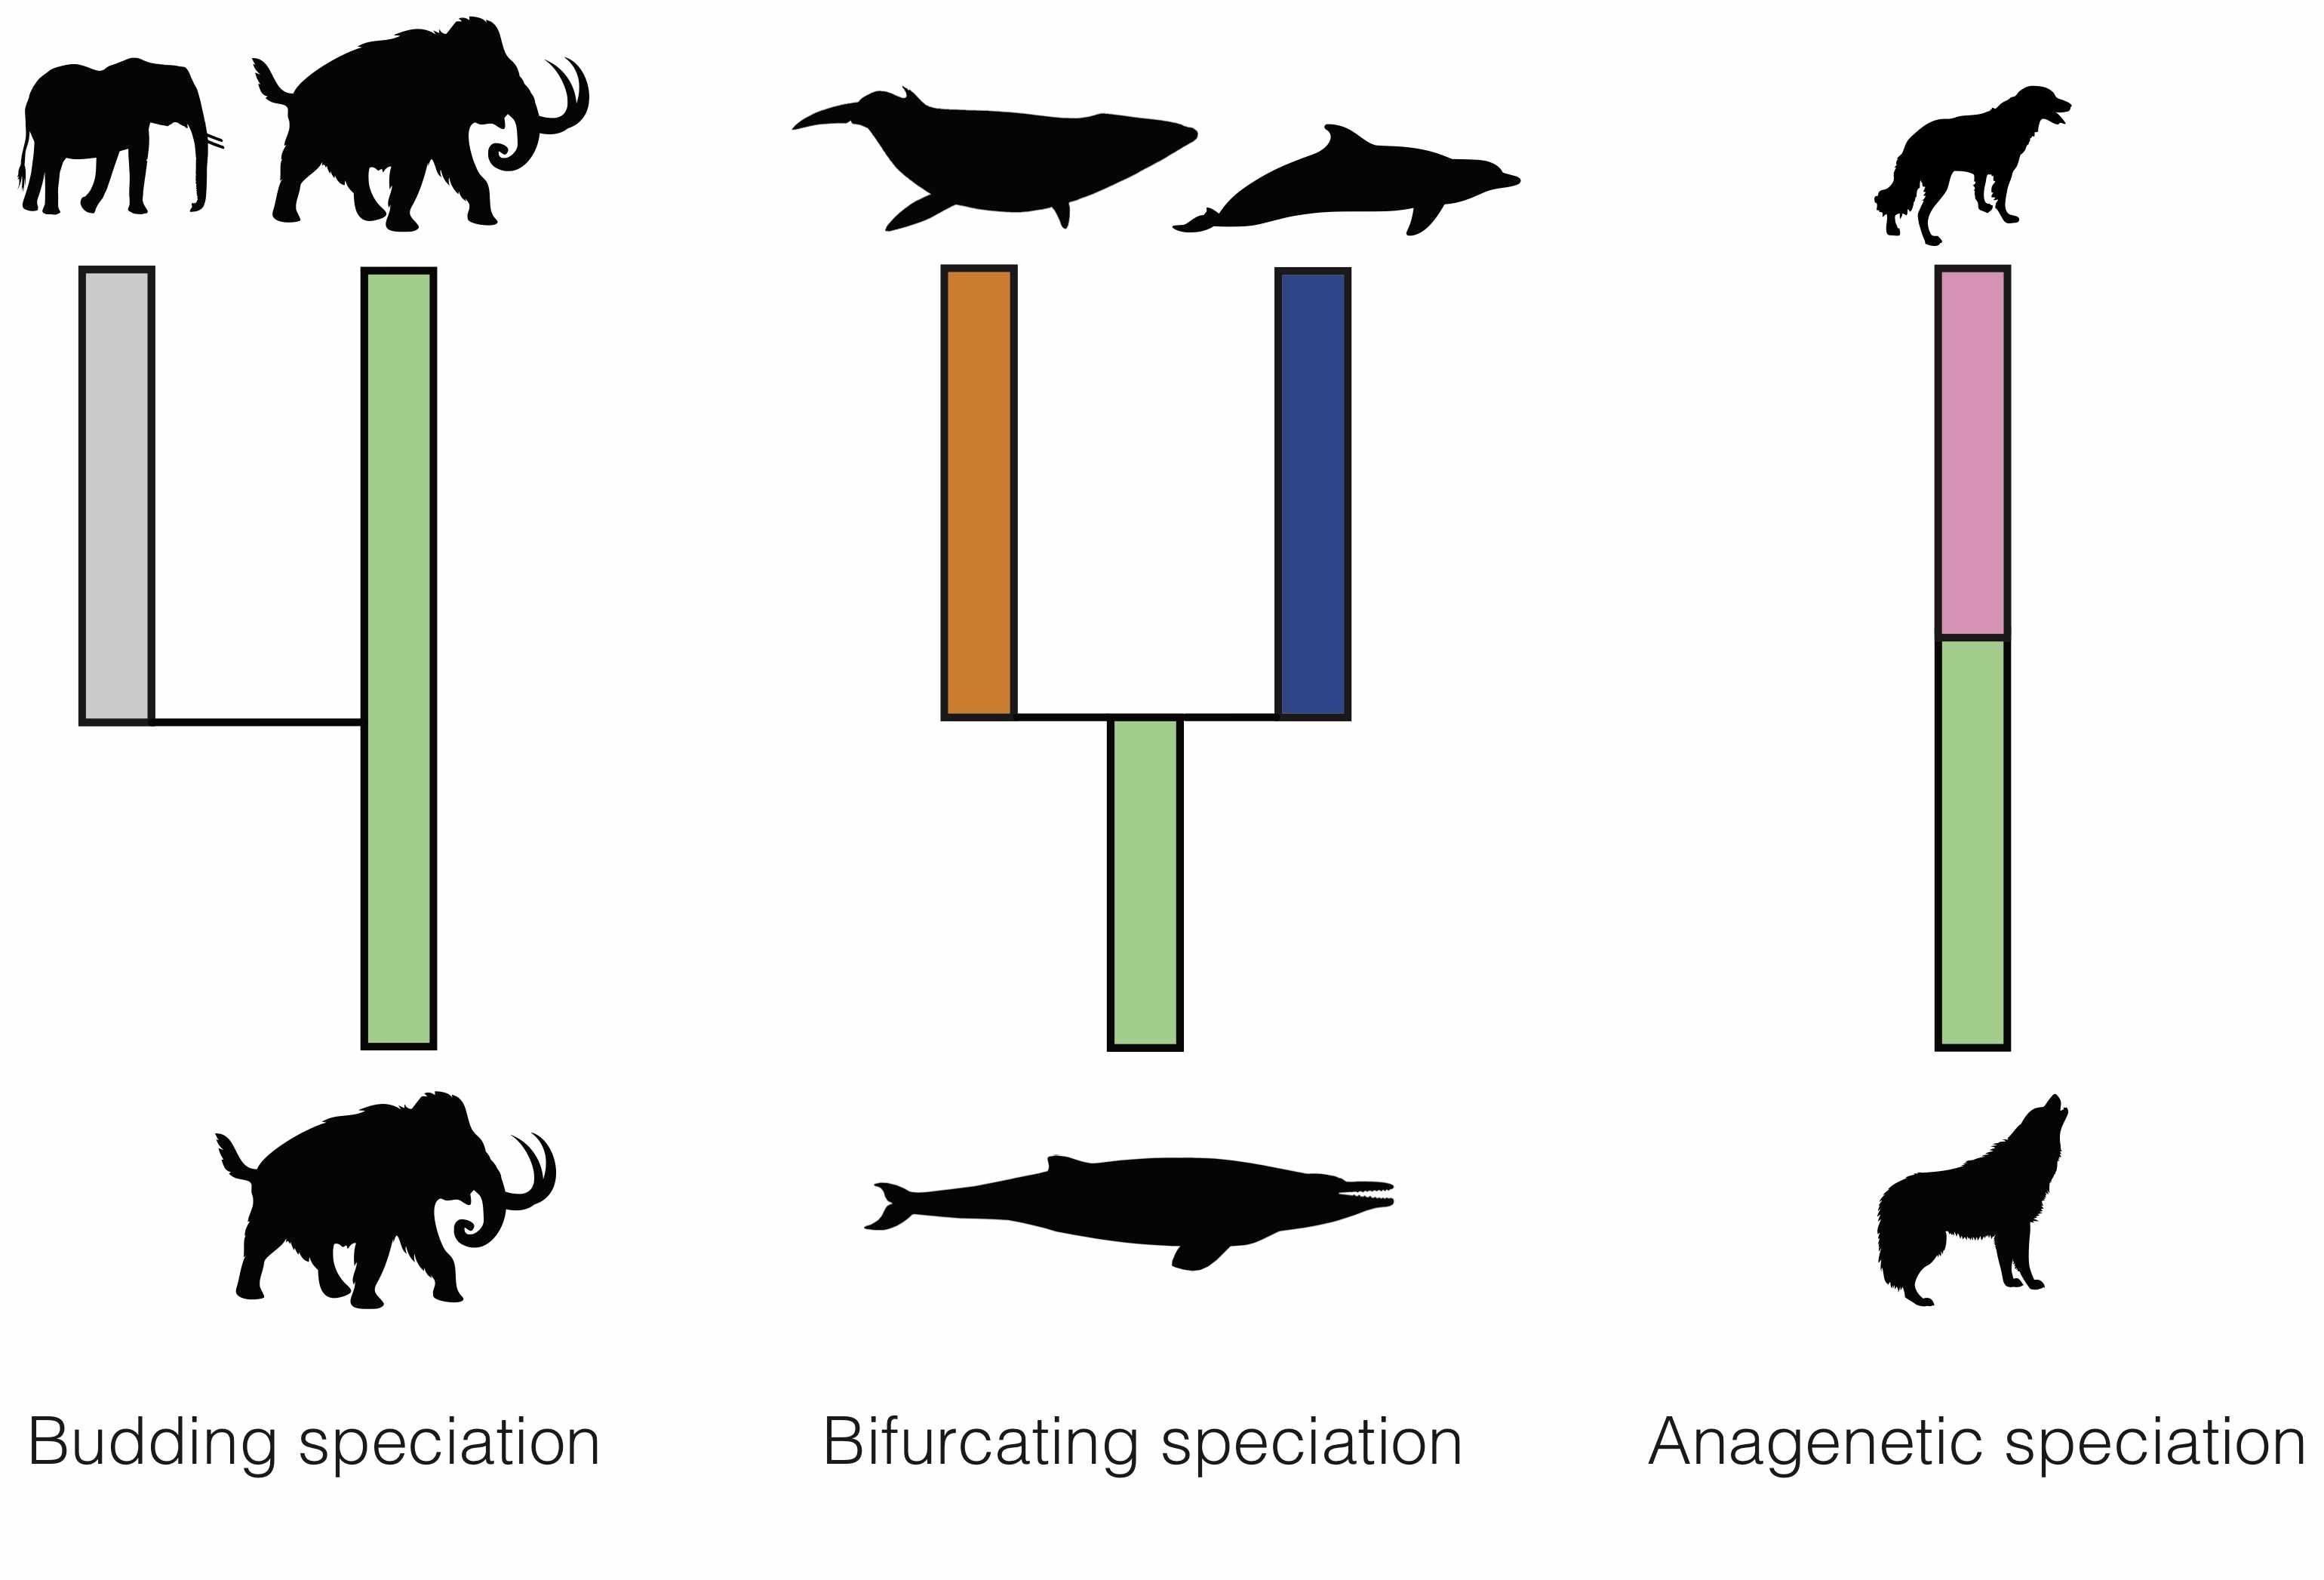 Budding speciation
Bifurcating speciation
Anagenetic speciation